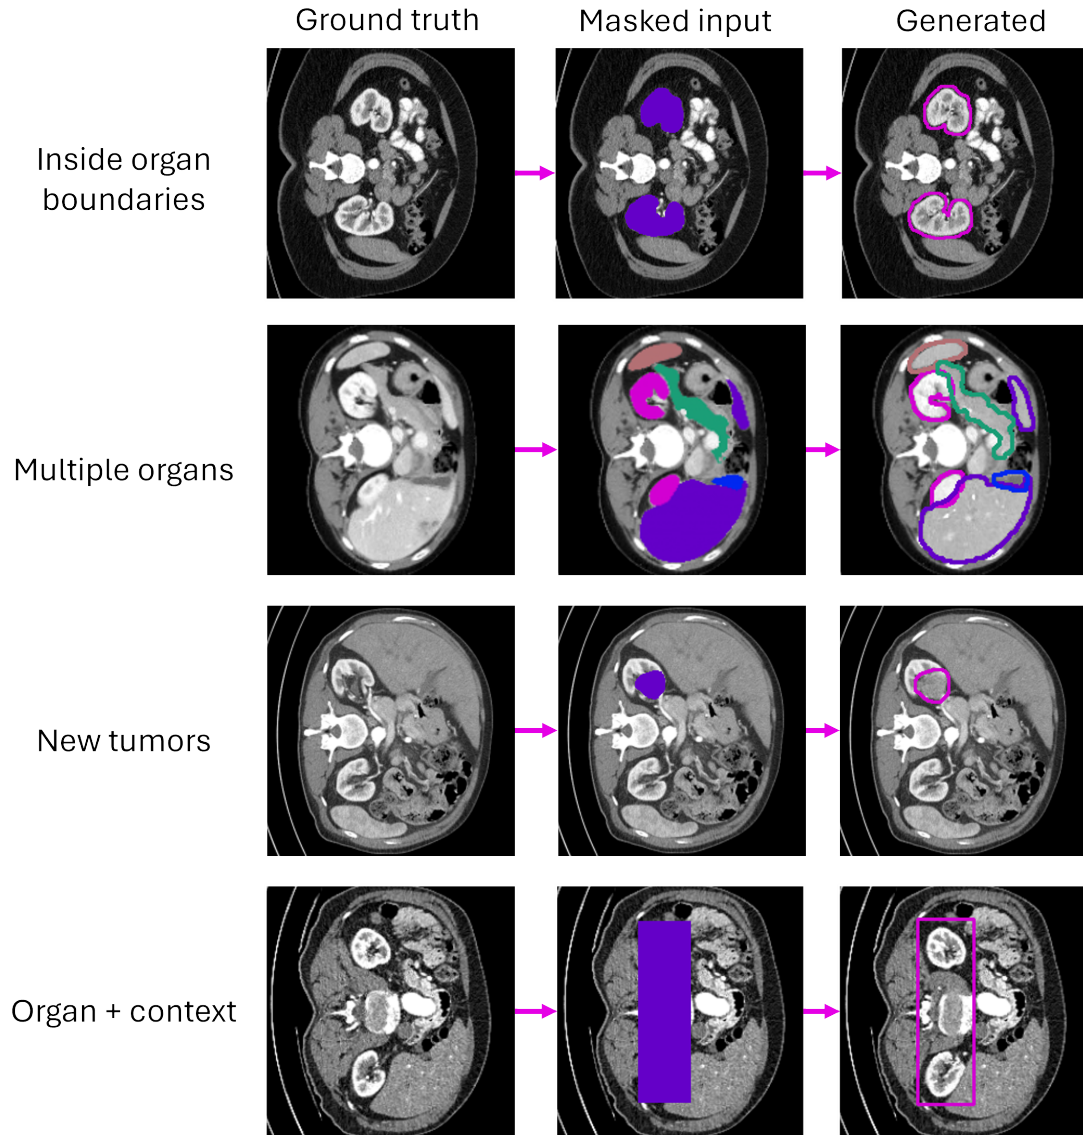 Ground truth
Masked input
Generated
Inside organ
boundaries
Multiple organs
New tumors
Organ + context